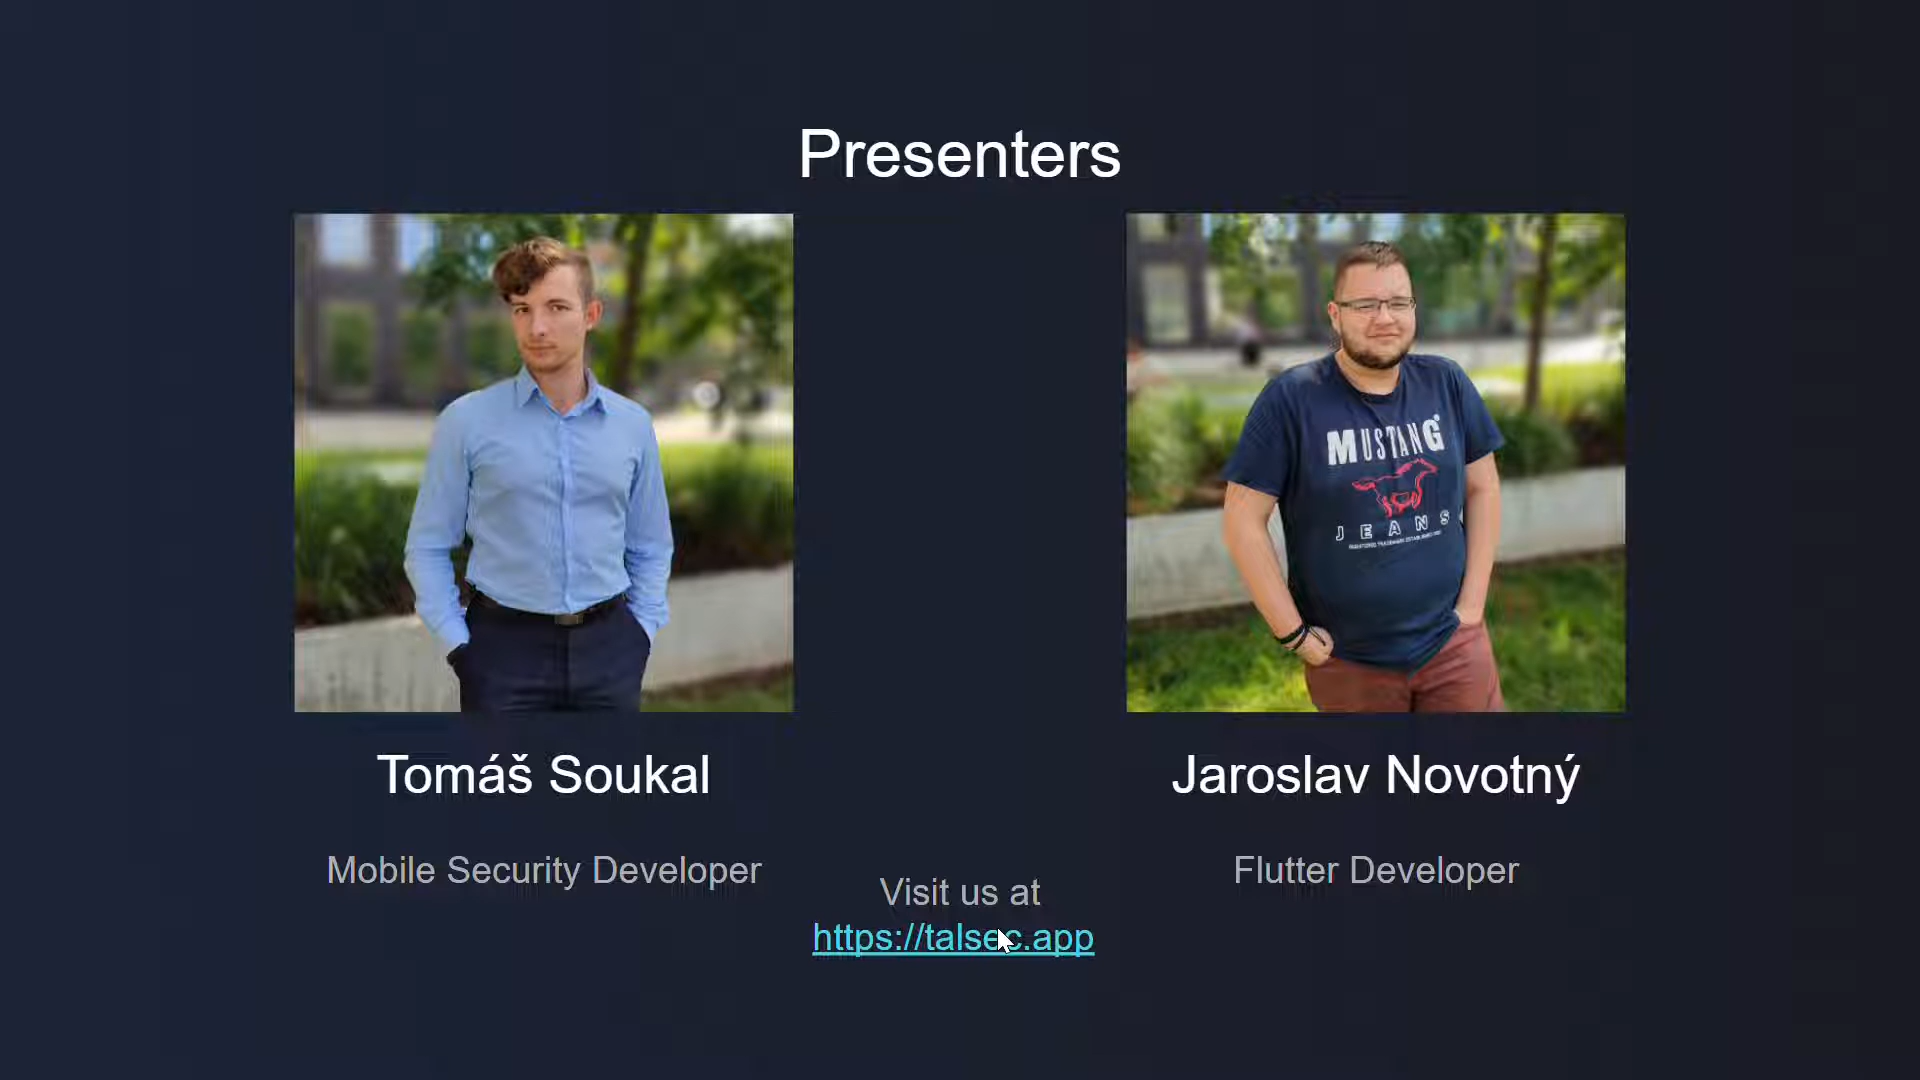 Presenters
MUSTANG
JEANS
Tomáš Soukal
Jaroslav Novotný
Mobile Security Developer
Flutter Developer
Visit us at
https://talsec.app